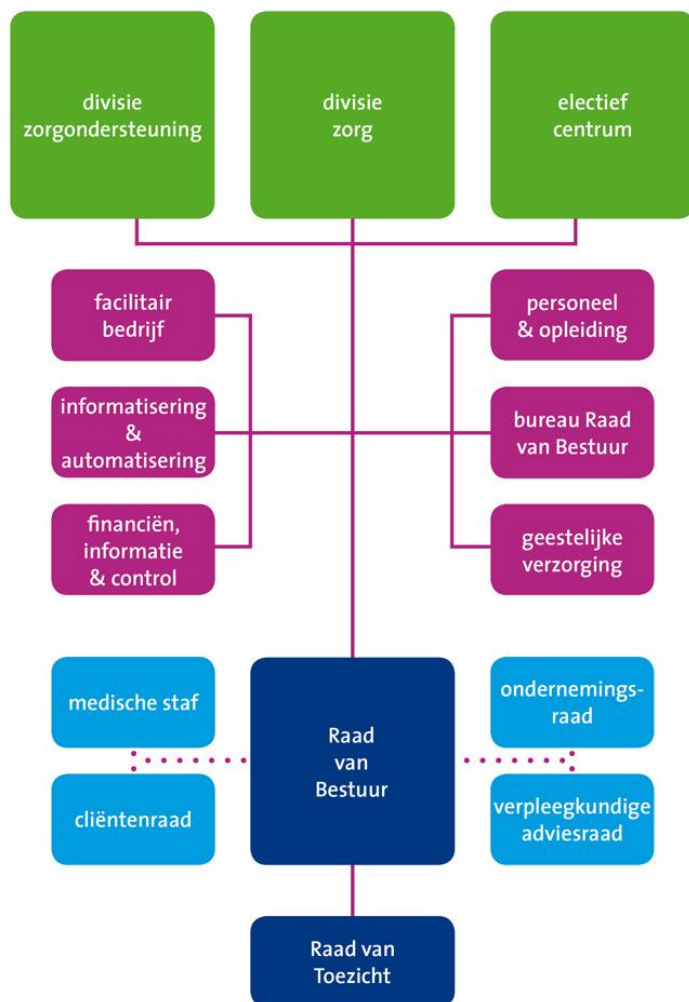 divisie
zorgondersteuning
divisie
zorg
electief
centrum
facilitair
bedrijf
personeel
& opleiding
informatisering
&
automatisering
bureau Raad
van Bestuur
financiën,
informatie
& control
geestelijke
verzorging
medische staf
Raad
van
Bestuur
ondernemings-
raad
cliëntenraad
verpleegkundige
adviesraad
Raad van
Toezicht